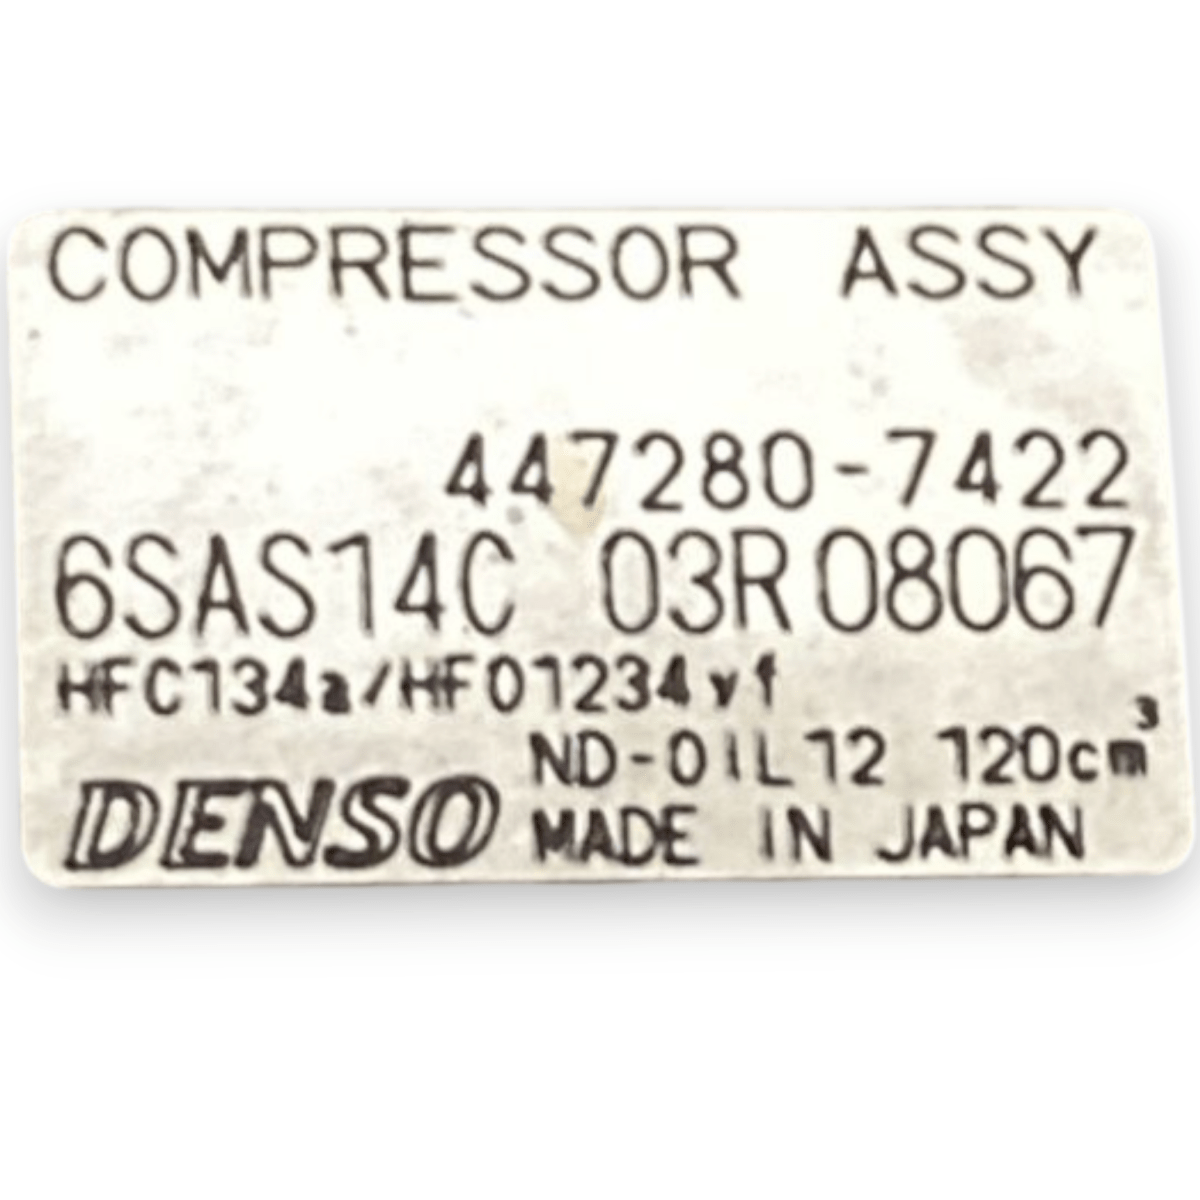 COMPRESSOR ASSY
447280-7422
6SAS14C 03R08067
HFC134a/HFO1234yf
ND-OIL12 120cm³
DENSO MADE IN JAPAN